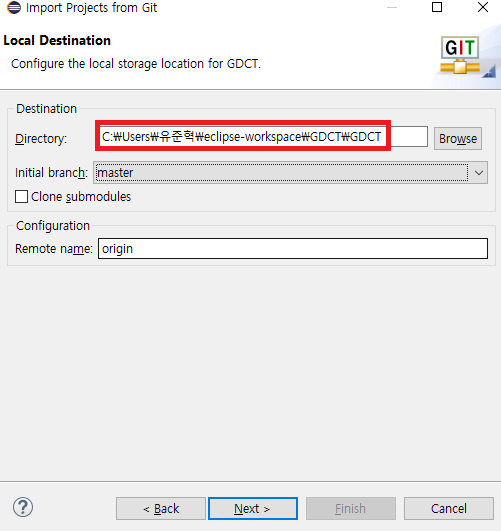 Import Projects from Git
Local Destination
Configure the local storage location for GDCT.
GIT
Destination
Directory: C:₩Users₩유준혁₩eclipse-workspace₩GDCT₩GDCT Browse
Initial branch: master
Clone submodules
Configuration
Remote name: origin
? < Back Next > Finish Cancel